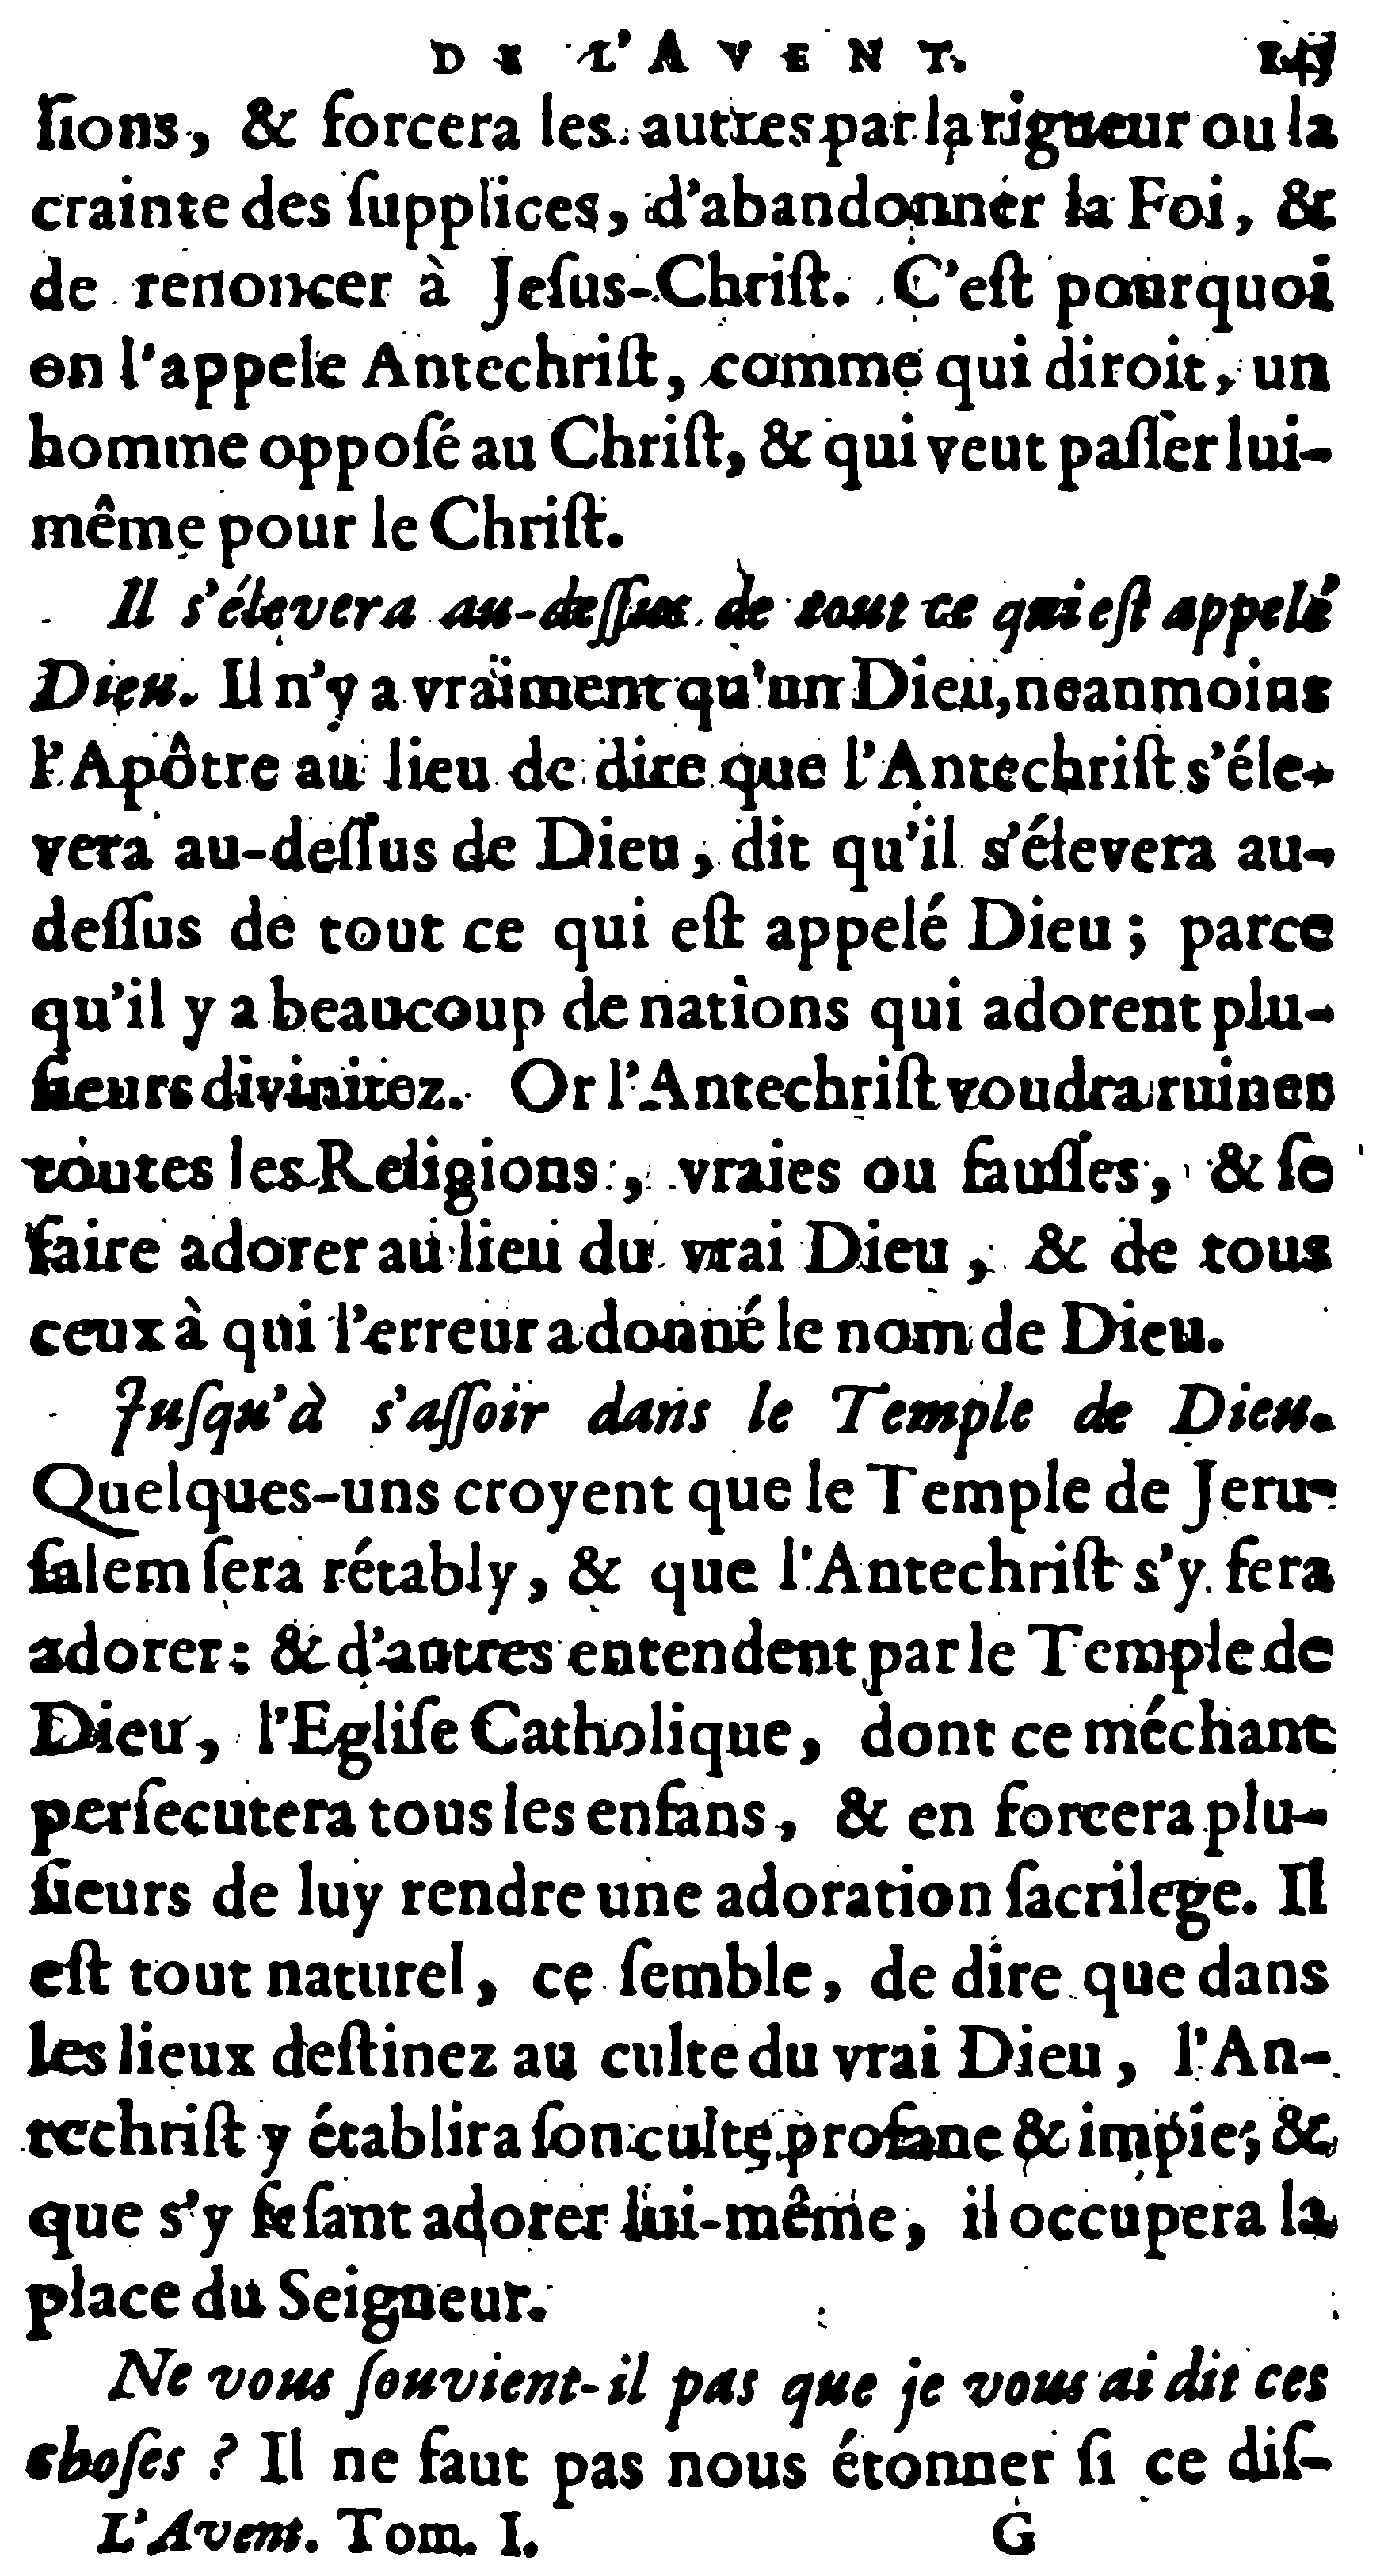 DE L'AVENT.
ſions, & forcera les autres par la rigueur ou la
crainte des ſupplices, d'abandonner la Foi, &
de renoncer à Jeſus-Chriſt. C'eſt pourquoi
on l'appele Antechriſt, comme qui diroit, un
homme oppoſé au Chriſt, & qui veut paſſer lui-
même pour le Chriſt.
Il s'élevera au-deſſus de tout ce qui eſt appelé
Dieu. Il n'y a vraïment qu'un Dieu, neanmoins
l'Apôtre au lieu de dire que l'Antechriſt s'éle-
vera au-deſſus de Dieu, dit qu'il s'élevera au-
deſſus de tout ce qui eſt appelé Dieu; parce
qu'il y a beaucoup de nations qui adorent plu-
ſieurs divinitez. Or l'Antechriſt voudra ruiner
toutes les Religions, vraies ou fauſſes, & ſe
faire adorer au lieu du vrai Dieu, & de tous
ceux à qui l'erreur a donné le nom de Dieu.
Juſqu'à s'aſſoir dans le Temple de Dieu.
Quelques-uns croyent que le Temple de Jeru-
ſalem ſera rétably, & que l'Antechriſt s'y fera
adorer: & d'autres entendent par le Temple de
Dieu, l'Egliſe Catholique, dont ce méchant
perſecutera tous les enfans, & en forcera plu-
ſieurs de luy rendre une adoration ſacrilege. Il
eſt tout naturel, ce ſemble, de dire que dans
les lieux deſtinez au culte du vrai Dieu, l'An-
techriſt y établira ſon culte profane & impie; &
que s'y feſant adorer lui-même, il occupera la
place du Seigneur.
Ne vous ſouvient-il pas que je vous ai dit ces
choſes ? Il ne faut pas nous étonner ſi ce diſ-
L'Avent. Tom. I. G